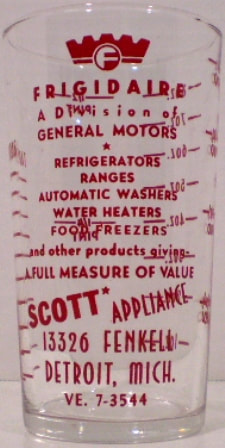 F
FRIGIDAIRE
A Division of
GENERAL MOTORS
*
REFRIGERATORS
RANGES
AUTOMATIC WASHERS
WATER HEATERS
FOOD FREEZERS
and other products giving
A FULL MEASURE OF VALUE
SCOTT* APPLIANCE
13326 FENKELL
DETROIT, MICH.
VE. 7-3544